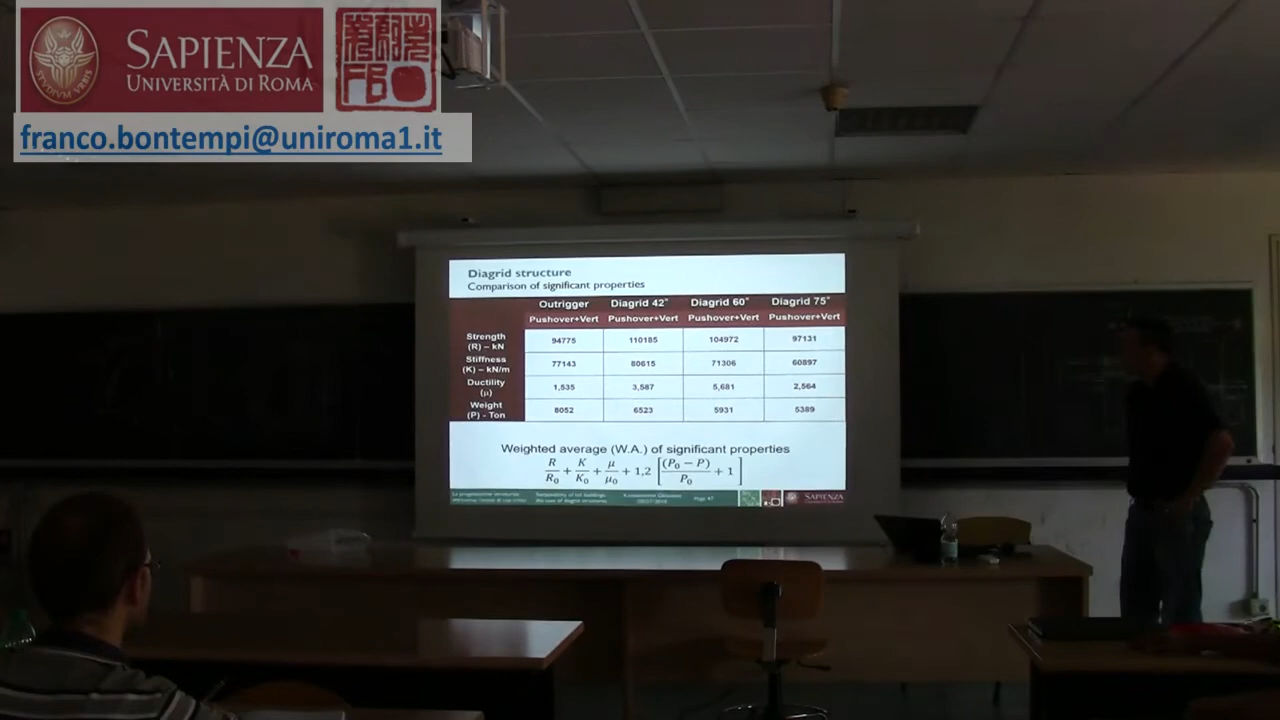 SAPIENZA
UNIVERSITÀ DI ROMA
franco.bontempi@uniroma1.it
Diagrid structure
Comparison of significant properties
Outrigger Diagrid 42° Diagrid 60° Diagrid 75°
Pushover+Vert Pushover+Vert Pushover+Vert Pushover+Vert
Strength
(R) – kN 94775 110185 104972 97131
Stiffness
(K) – kN/m 77143 80615 71306 60897
Ductility
(μ) 1,535 3,587 5,681 2,564
Weight
(P) - Ton 8052 6523 5931 5389
Weighted average (W.A.) of significant properties
R/R₀ + K/K₀ + μ/μ₀ + 1,2 [(P₀ − P)/P₀ + 1]
SAPIENZA